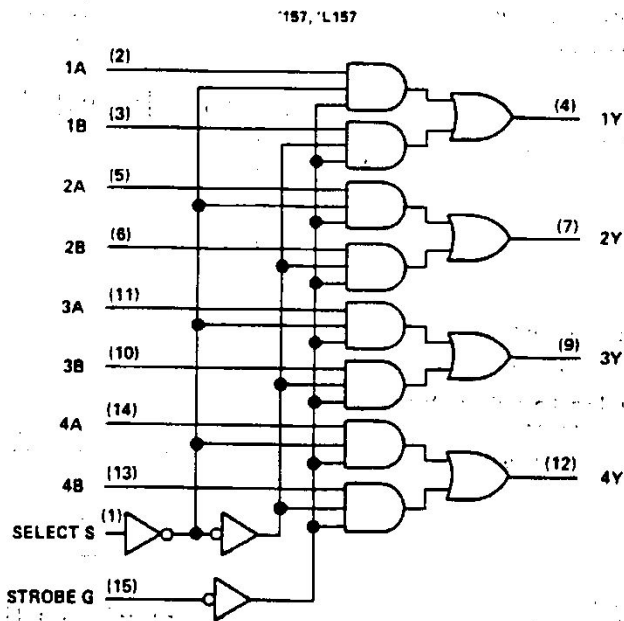 '157, 'L157
1A (2)
1B (3)
(4) 1Y
2A (5)
2B (6)
(7) 2Y
3A (11)
3B (10)
(9) 3Y
4A (14)
4B (13)
(12) 4Y
SELECT S (1)
STROBE G (15)